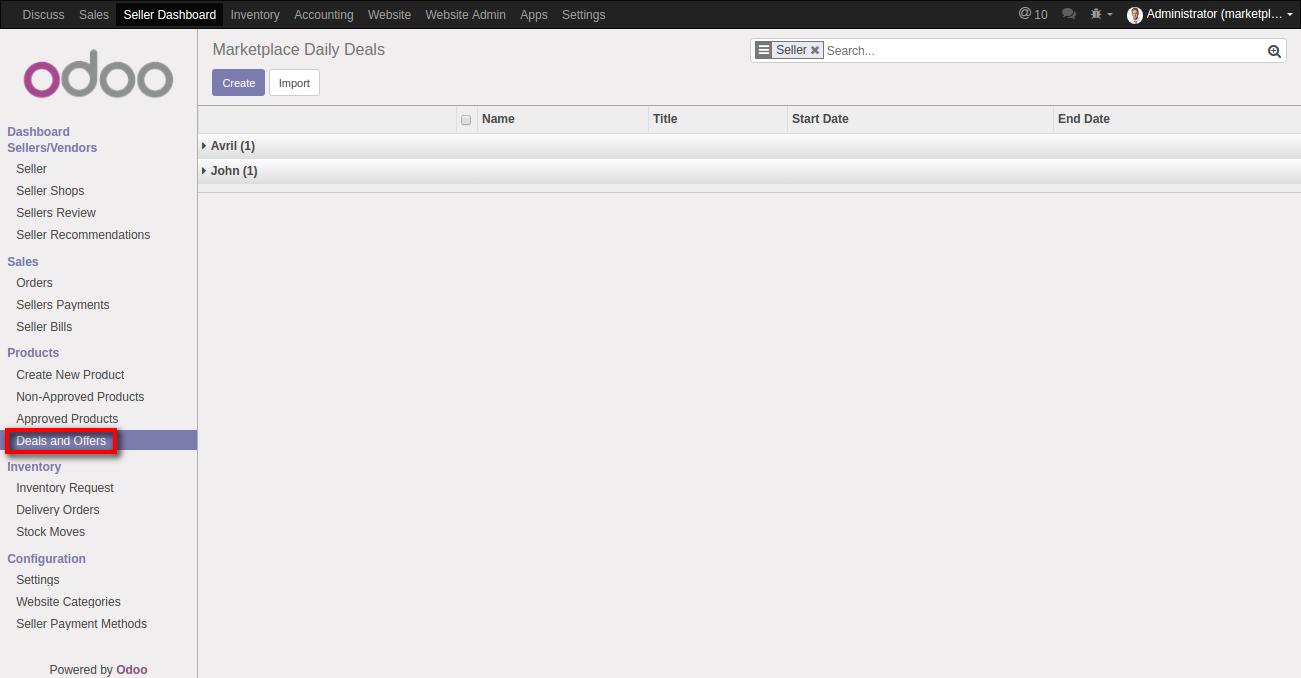 Discuss Sales Seller Dashboard Inventory Accounting Website Website Admin Apps Settings @ 10 Administrator (marketpl...
odoo
Marketplace Daily Deals
Seller Search...
Create Import
Name Title Start Date End Date
Avril (1)
John (1)
Dashboard
Sellers/Vendors
Seller
Seller Shops
Sellers Review
Seller Recommendations
Sales
Orders
Sellers Payments
Seller Bills
Products
Create New Product
Non-Approved Products
Approved Products
Deals and Offers
Inventory
Inventory Request
Delivery Orders
Stock Moves
Configuration
Settings
Website Categories
Seller Payment Methods
Powered by Odoo